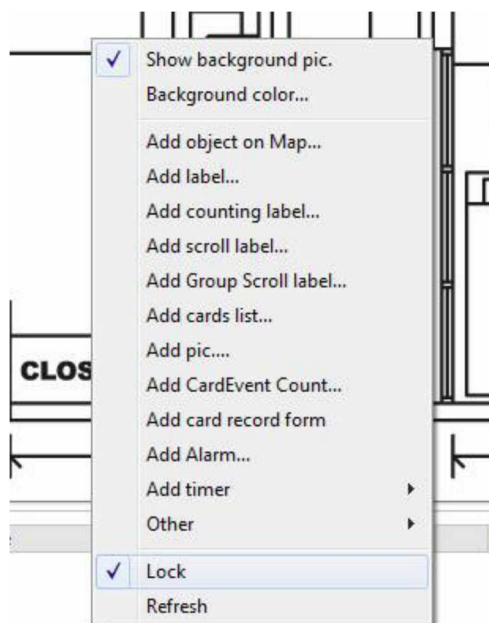 Show background pic.
Background color...
Add object on Map...
Add label...
Add counting label...
Add scroll label...
Add Group Scroll label...
Add cards list...
CLOS
Add pic....
Add CardEvent Count...
Add card record form
Add Alarm...
Add timer
Other
Lock
Refresh